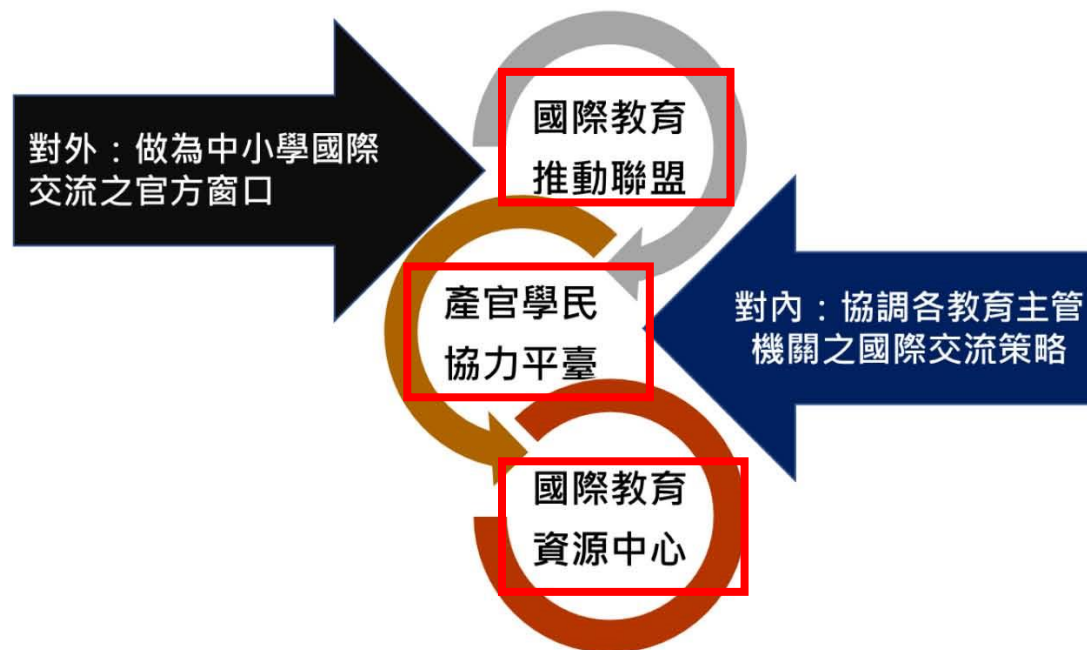 國際教育
推動聯盟
對外：做為中小學國際
交流之官方窗口
產官學民
協力平臺
對內：協調各教育主管
機關之國際交流策略
國際教育
資源中心